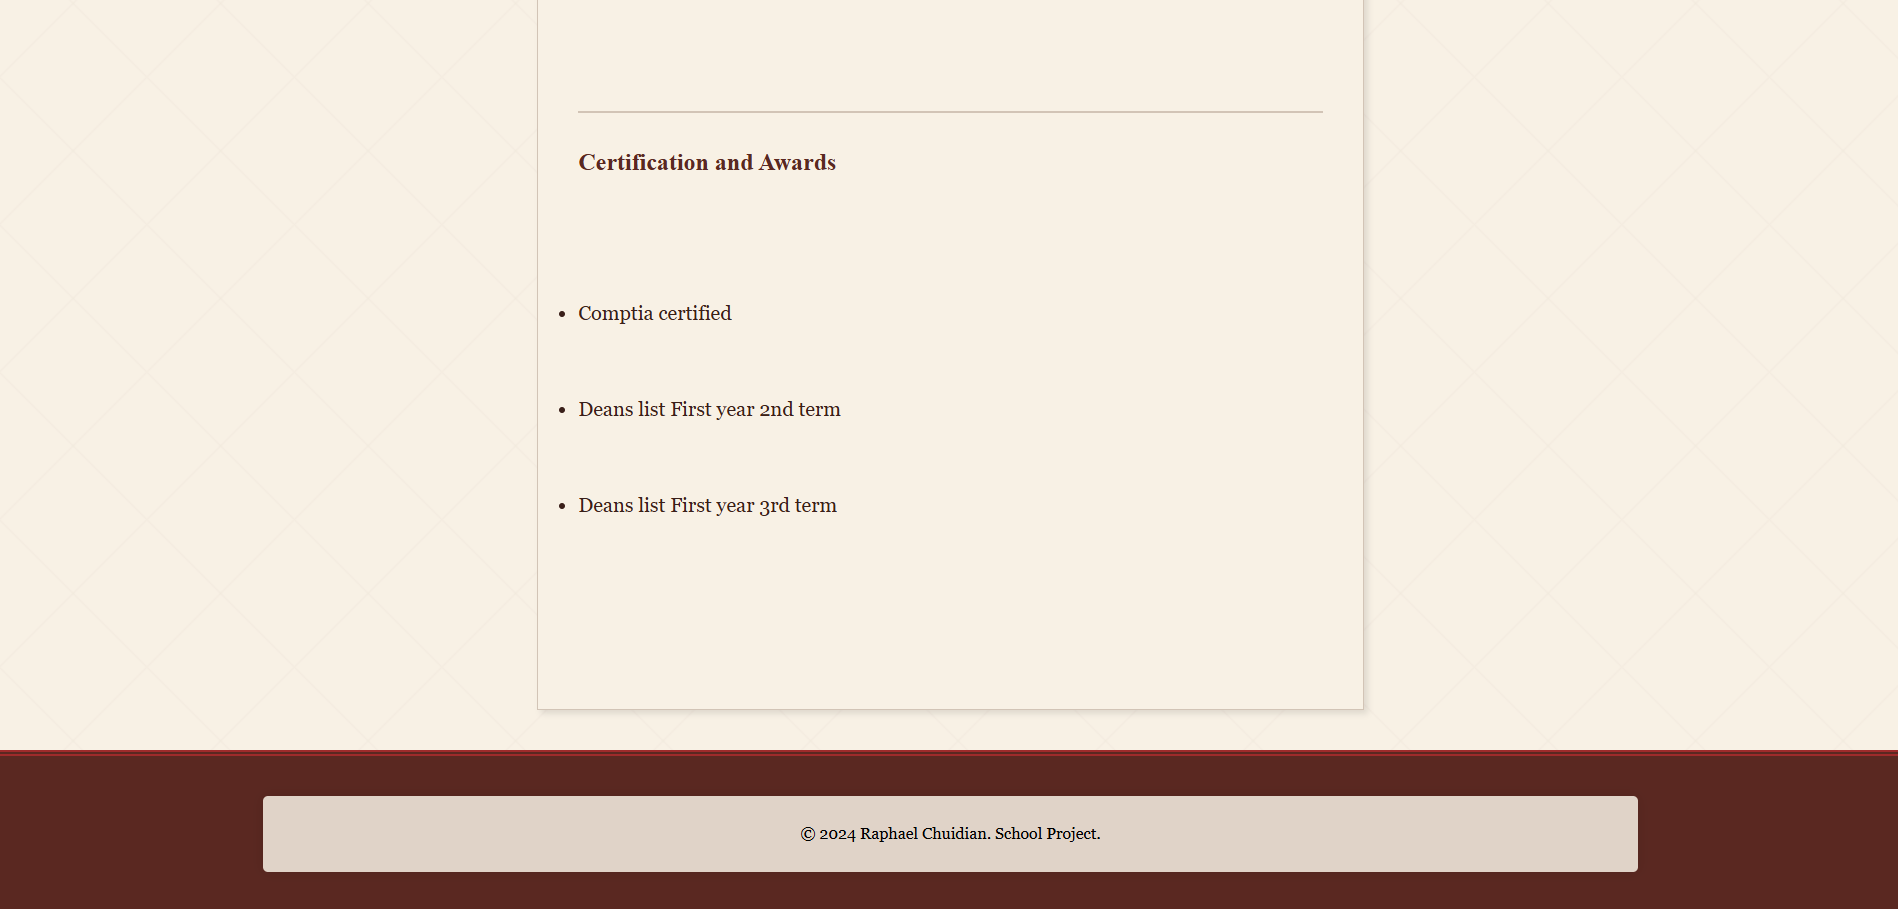 Certification and Awards
• Comptia certified
• Deans list First year 2nd term
• Deans list First year 3rd term
© 2024 Raphael Chuidian. School Project.